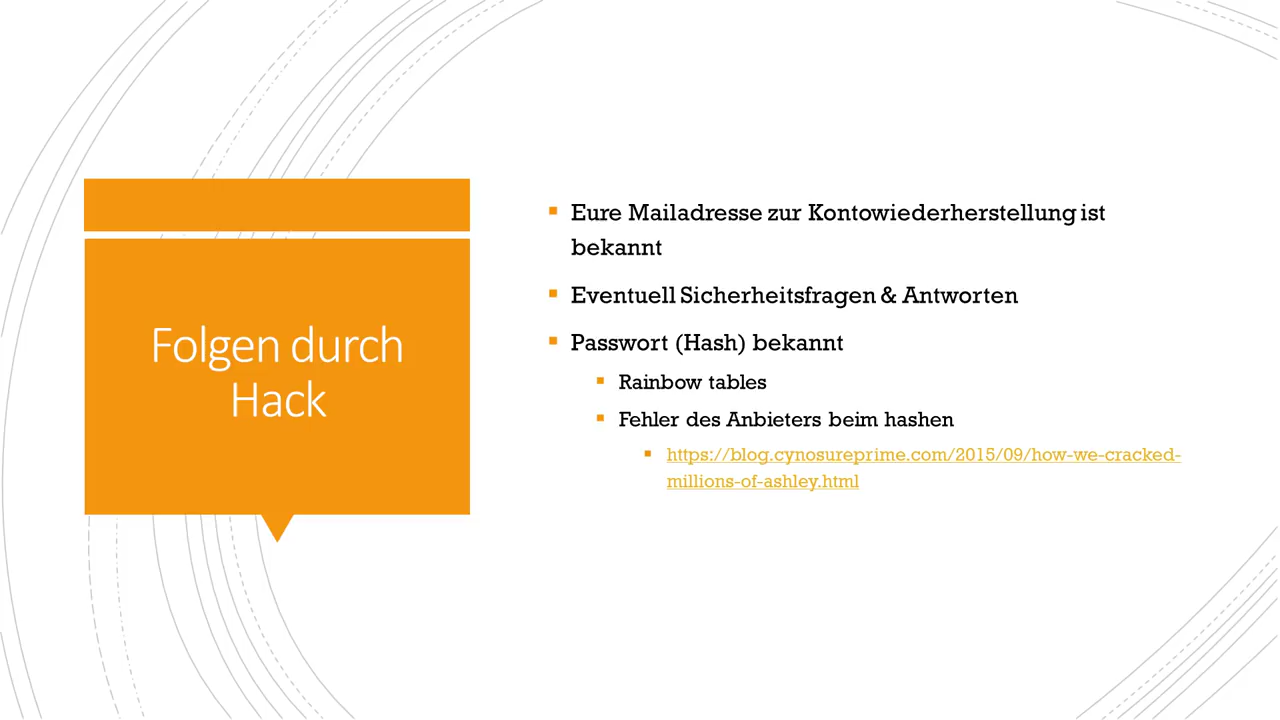 Folgen durch
Hack
Eure Mailadresse zur Kontowiederherstellung ist
bekannt
Eventuell Sicherheitsfragen & Antworten
Passwort (Hash) bekannt
Rainbow tables
Fehler des Anbieters beim hashen
https://blog.cynosureprime.com/2015/09/how-we-cracked-
millions-of-ashley.html